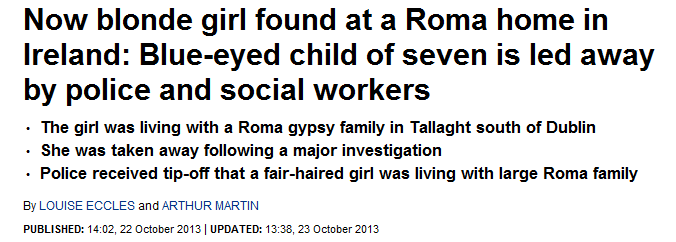 Now blonde girl found at a Roma home in
Ireland: Blue-eyed child of seven is led away
by police and social workers
• The girl was living with a Roma gypsy family in Tallaght south of Dublin
• She was taken away following a major investigation
• Police received tip-off that a fair-haired girl was living with large Roma family
By LOUISE ECCLES and ARTHUR MARTIN
PUBLISHED: 14:02, 22 October 2013 | UPDATED: 13:38, 23 October 2013